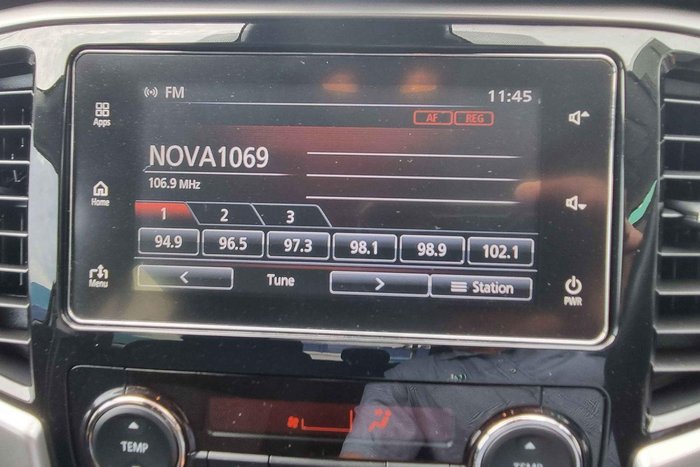 FM 11:45
AF REG
Apps
NOVA1069
106.9 MHz
Home
1 2 3
94.9 96.5 97.3 98.1 98.9 102.1
Menu
< Tune > Station
PWR
TEMP